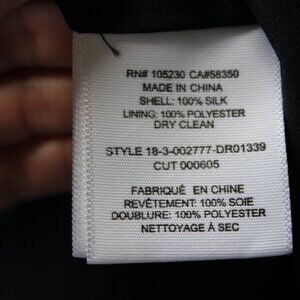 RN# 105230 CA#58350
MADE IN CHINA
SHELL: 100% SILK
LINING: 100% POLYESTER
DRY CLEAN
STYLE 18-3-002777-DR01339
CUT 000605
FABRIQUÉ EN CHINE
REVÊTEMENT: 100% SOIE
DOUBLURE: 100% POLYESTER
NETTOYAGE À SEC